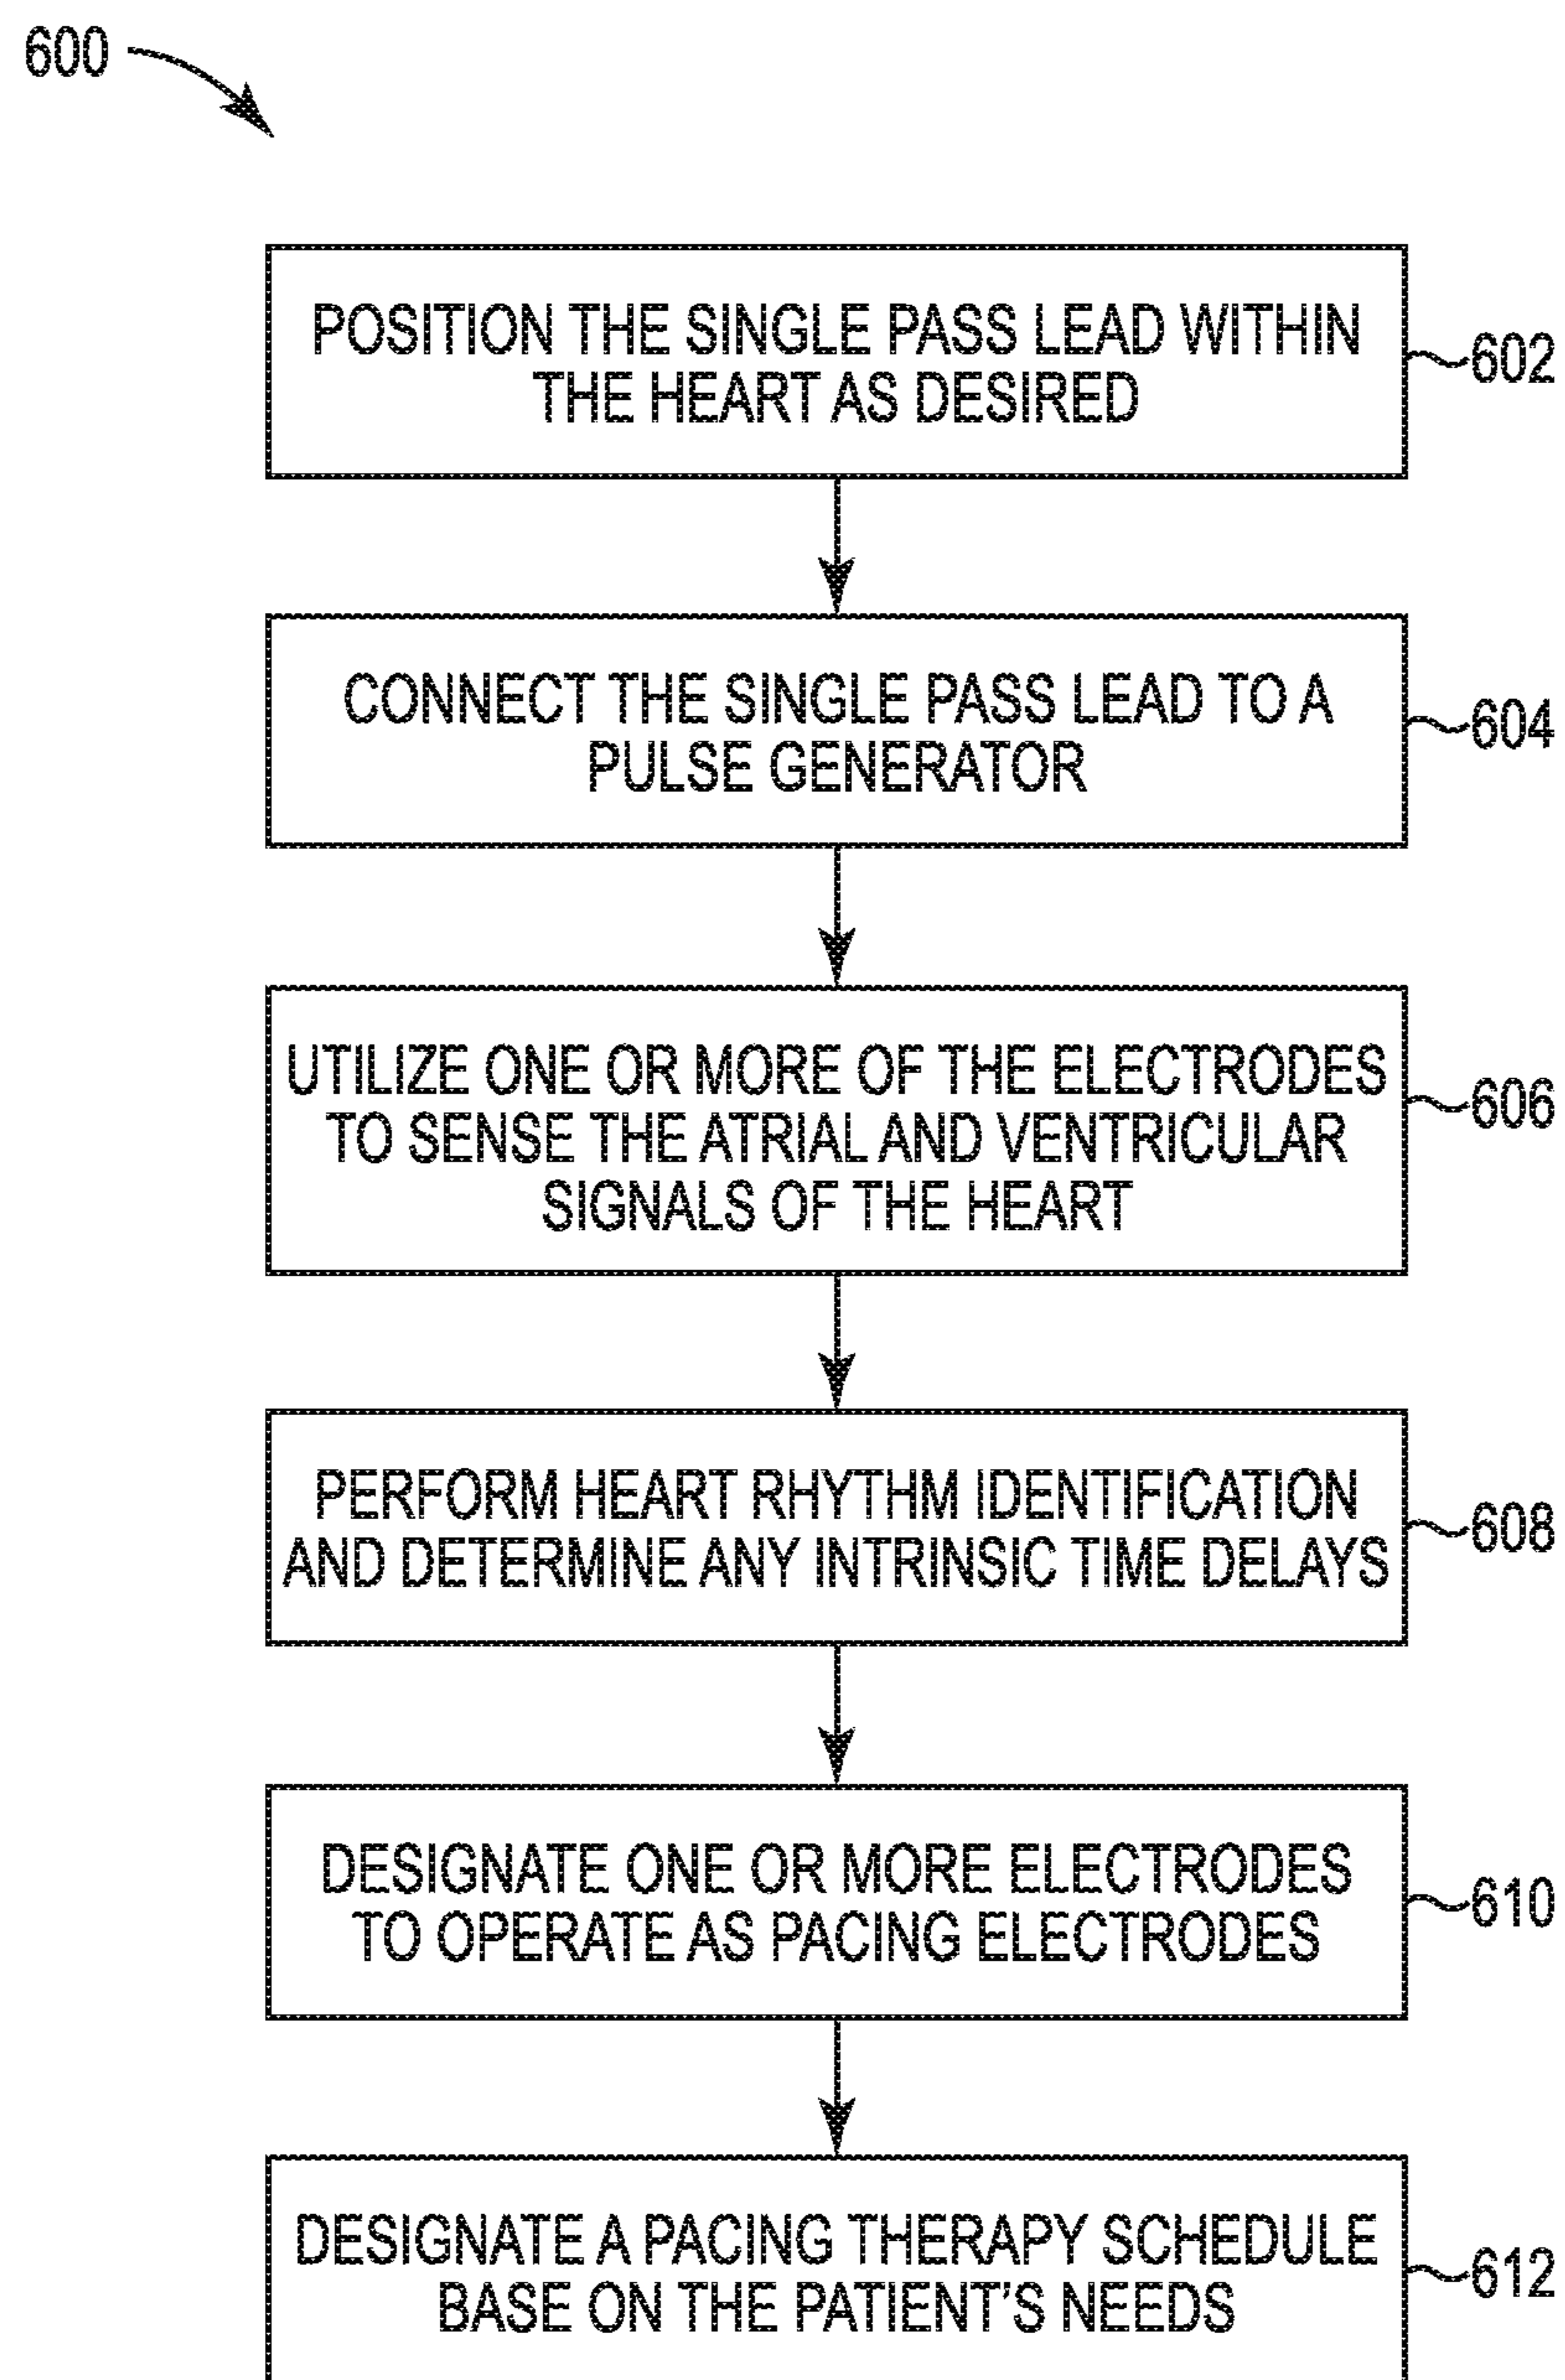 600
POSITION THE SINGLE PASS LEAD WITHIN
THE HEART AS DESIRED
602
CONNECT THE SINGLE PASS LEAD TO A
PULSE GENERATOR
604
UTILIZE ONE OR MORE OF THE ELECTRODES
TO SENSE THE ATRIAL AND VENTRICULAR
SIGNALS OF THE HEART
606
PERFORM HEART RHYTHM IDENTIFICATION
AND DETERMINE ANY INTRINSIC TIME DELAYS
608
DESIGNATE ONE OR MORE ELECTRODES
TO OPERATE AS PACING ELECTRODES
610
DESIGNATE A PACING THERAPY SCHEDULE
BASE ON THE PATIENT'S NEEDS
612